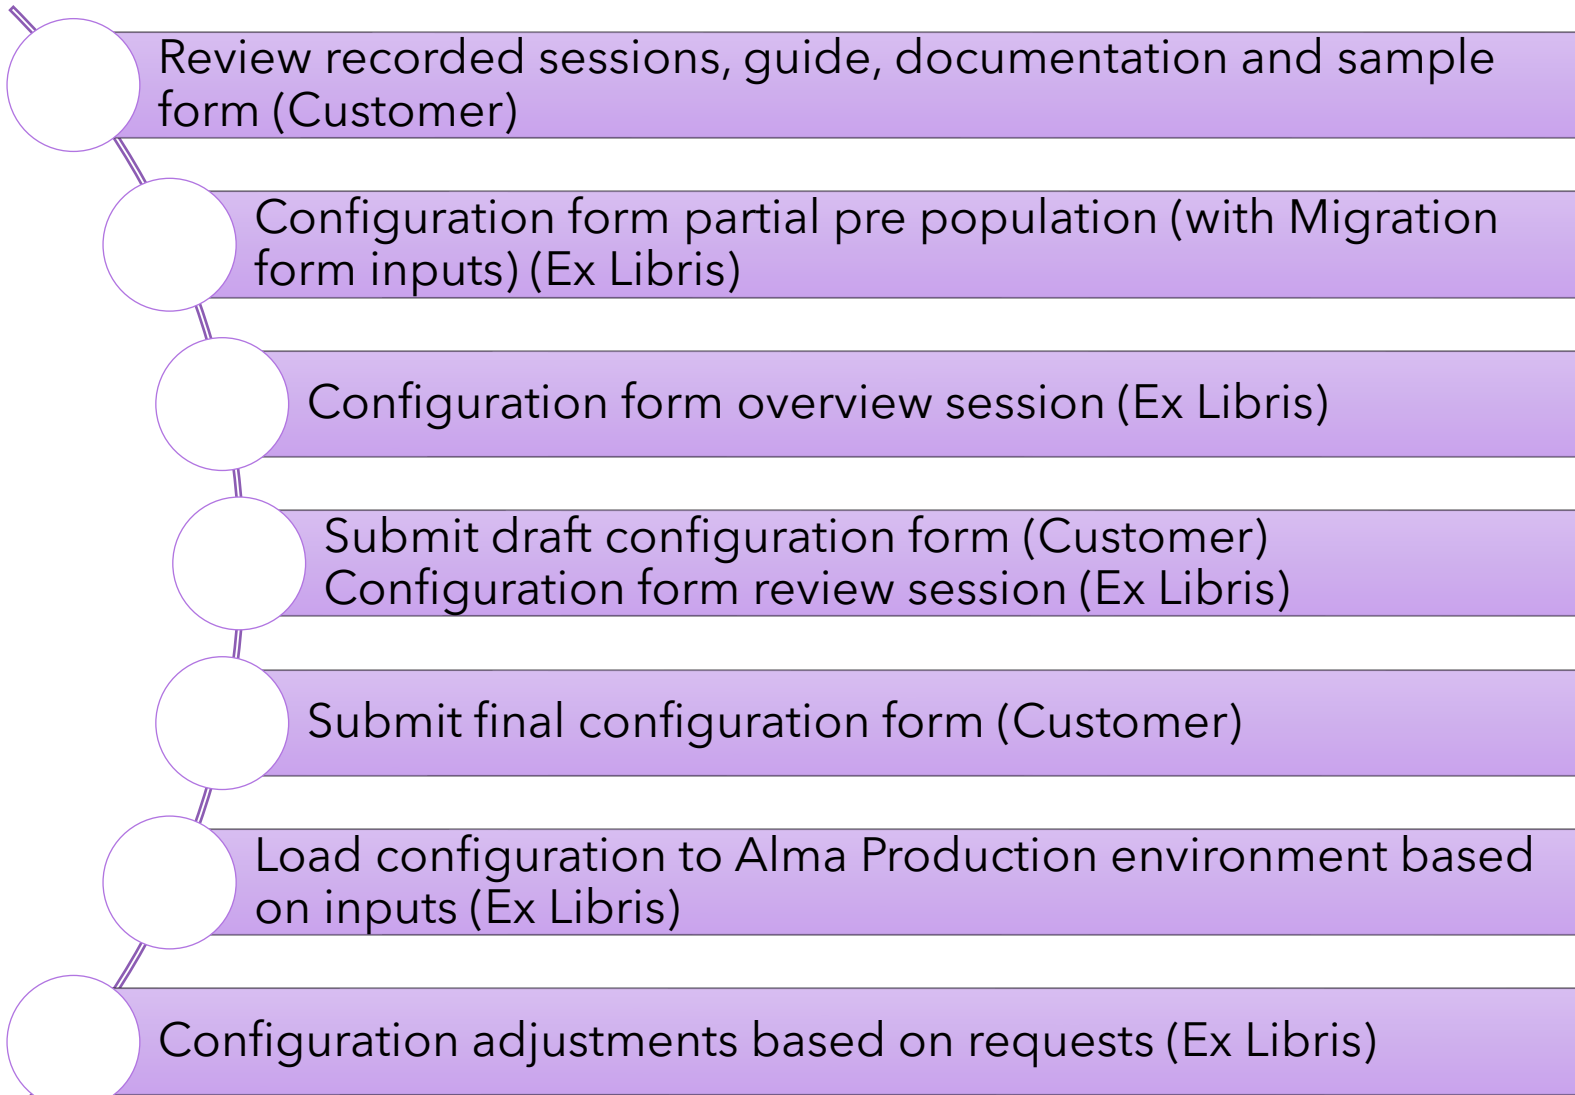 Review recorded sessions, guide, documentation and sample
form (Customer)
Configuration form partial pre population (with Migration
form inputs) (Ex Libris)
Configuration form overview session (Ex Libris)
Submit draft configuration form (Customer)
Configuration form review session (Ex Libris)
Submit final configuration form (Customer)
Load configuration to Alma Production environment based
on inputs (Ex Libris)
Configuration adjustments based on requests (Ex Libris)